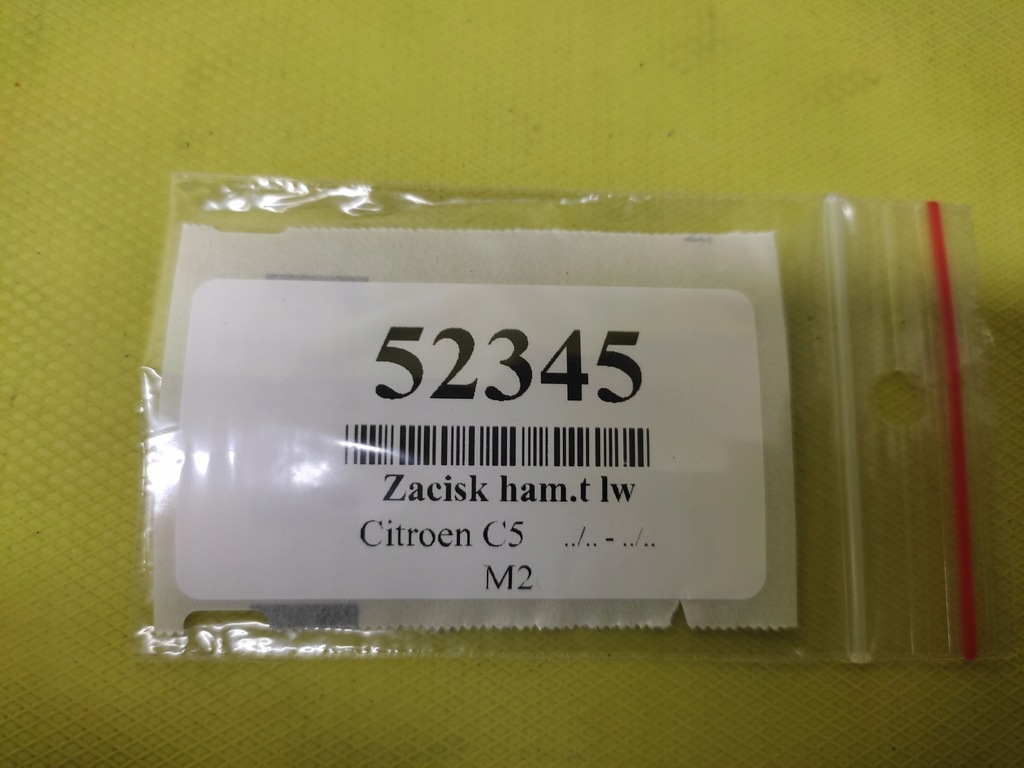 52345
Zacisk ham.t lw
Citroen C5 ../.. - ../..
M2